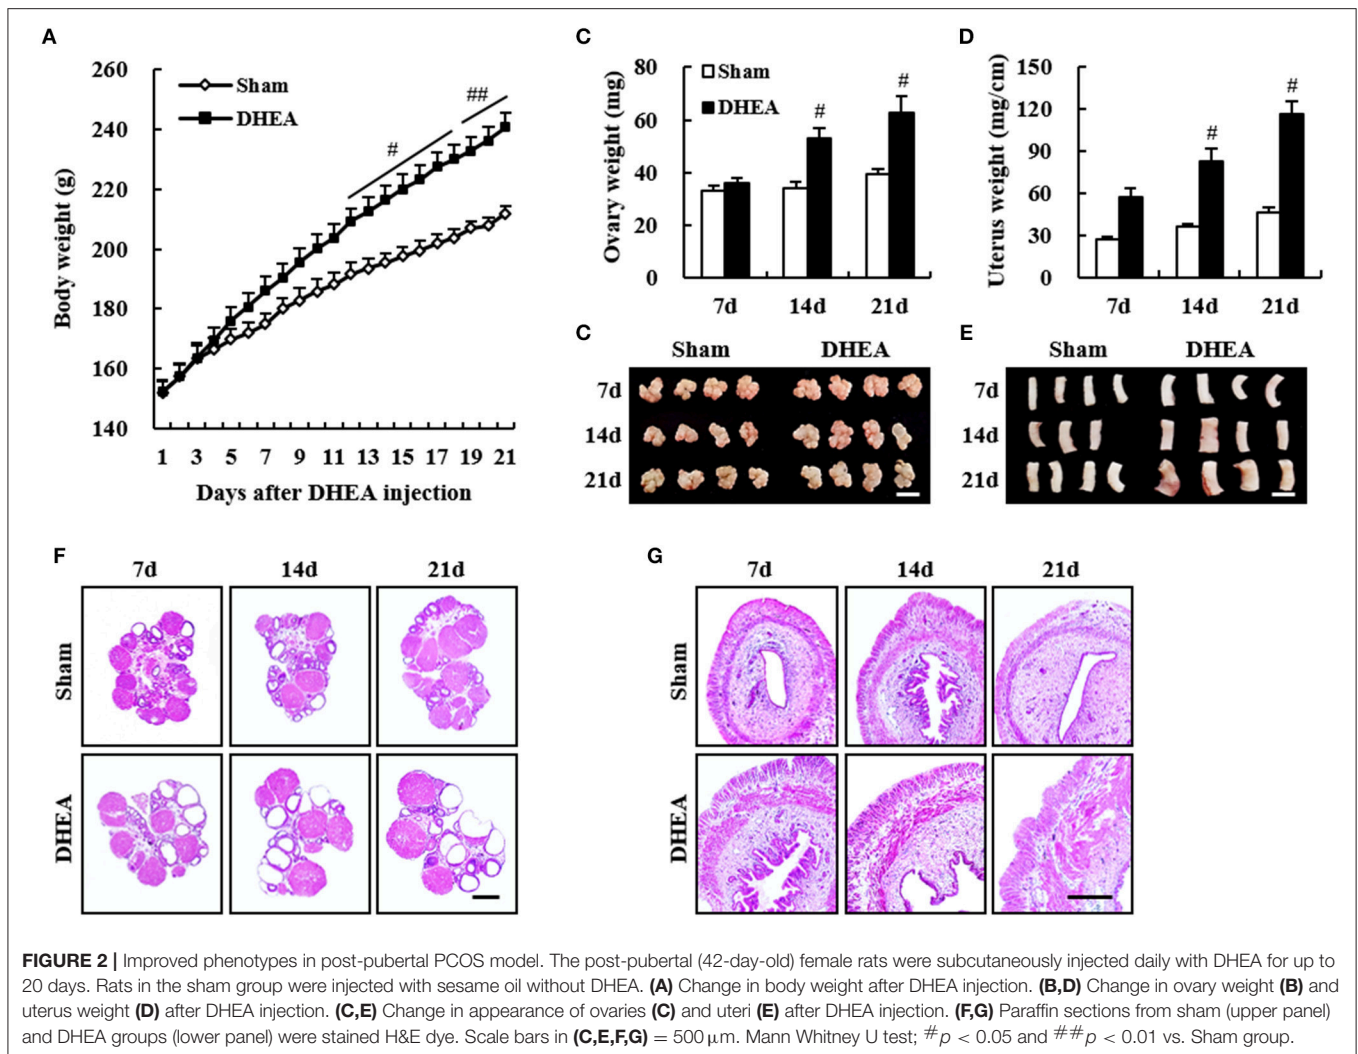 A
260
240
220
200
180
160
140
Body weight (g)
Sham
DHEA
#
##
1 3 5 7 9 11 13 15 17 19 21
Days after DHEA injection
C
80
60
40
20
0
Ovary weight (mg)
Sham
DHEA
#
#
7d 14d 21d
D
150
120
90
60
30
0
Uterus weight (mg/cm)
#
#
7d 14d 21d
C
Sham DHEA
7d
14d
21d
E
Sham DHEA
7d
14d
21d
F
7d 14d 21d
Sham
DHEA
G
7d 14d 21d
Sham
DHEA
FIGURE 2 | Improved phenotypes in post-pubertal PCOS model. The post-pubertal (42-day-old) female rats were subcutaneously injected daily with DHEA for up to
20 days. Rats in the sham group were injected with sesame oil without DHEA. (A) Change in body weight after DHEA injection. (B,D) Change in ovary weight (B) and
uterus weight (D) after DHEA injection. (C,E) Change in appearance of ovaries (C) and uteri (E) after DHEA injection. (F,G) Paraffin sections from sham (upper panel)
and DHEA groups (lower panel) were stained H&E dye. Scale bars in (C,E,F,G) = 500 μm. Mann Whitney U test; #p < 0.05 and ##p < 0.01 vs. Sham group.